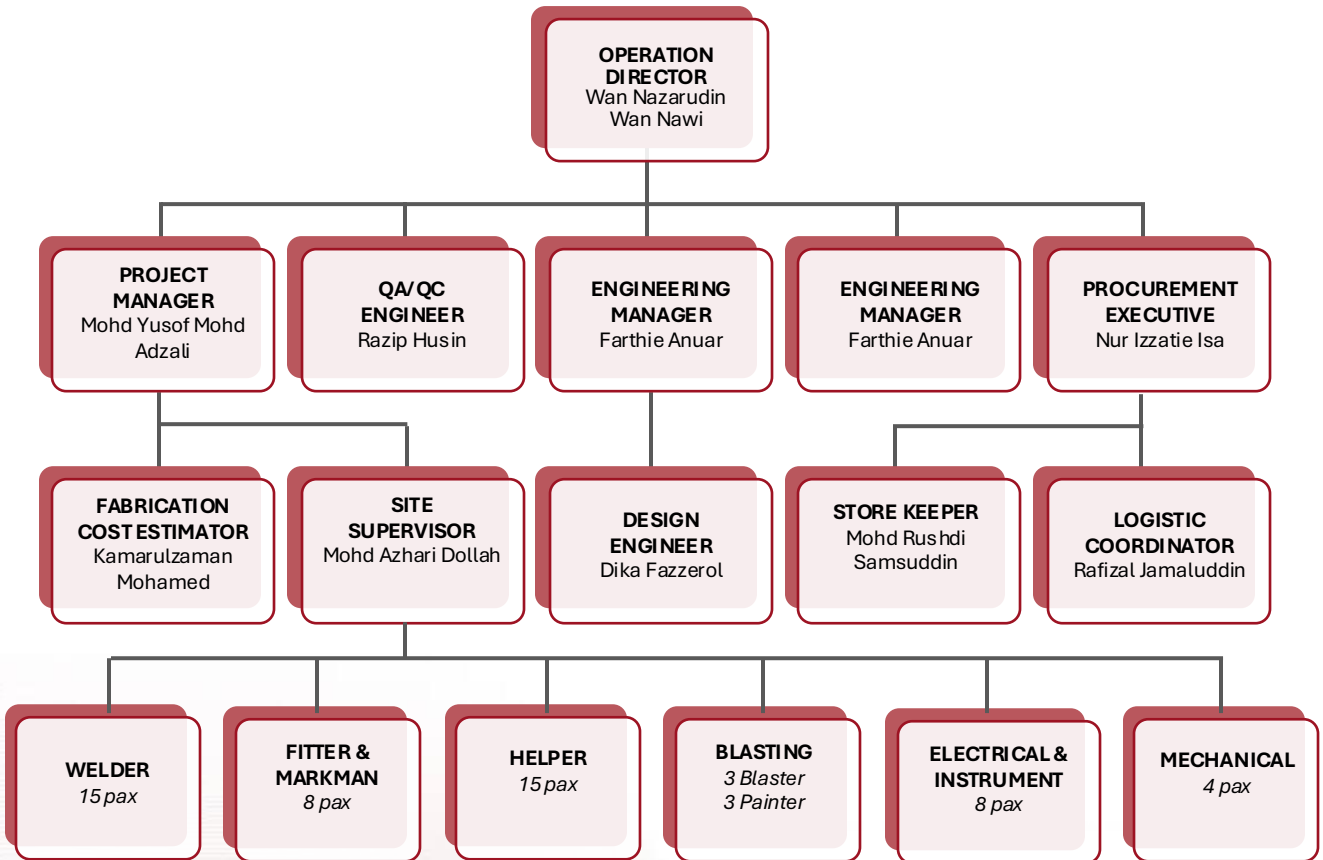 OPERATION
DIRECTOR
Wan Nazarudin
Wan Nawi
PROJECT
MANAGER
Mohd Yusof Mohd
Adzali
QA/QC
ENGINEER
Razip Husin
ENGINEERING
MANAGER
Farthie Anuar
ENGINEERING
MANAGER
Farthie Anuar
PROCUREMENT
EXECUTIVE
Nur Izzatie Isa
FABRICATION
COST ESTIMATOR
Kamarulzaman
Mohamed
SITE
SUPERVISOR
Mohd Azhari Dollah
DESIGN
ENGINEER
Dika Fazzerol
STORE KEEPER
Mohd Rushdi
Samsuddin
LOGISTIC
COORDINATOR
Rafizal Jamaluddin
WELDER
15 pax
FITTER &
MARKMAN
8 pax
HELPER
15 pax
BLASTING
3 Blaster
3 Painter
ELECTRICAL &
INSTRUMENT
8 pax
MECHANICAL
4 pax